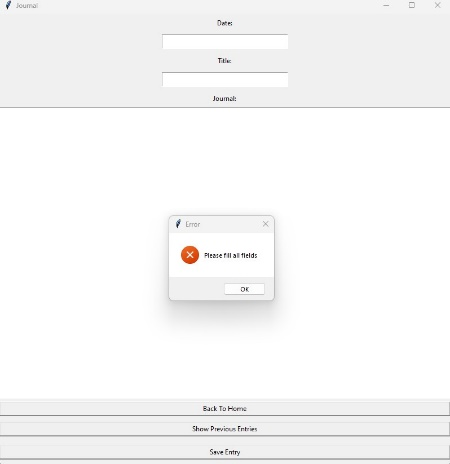 Journal
Date:
Title:
Journal:
Error
Please fill all fields
OK
Back To Home
Show Previous Entries
Save Entry